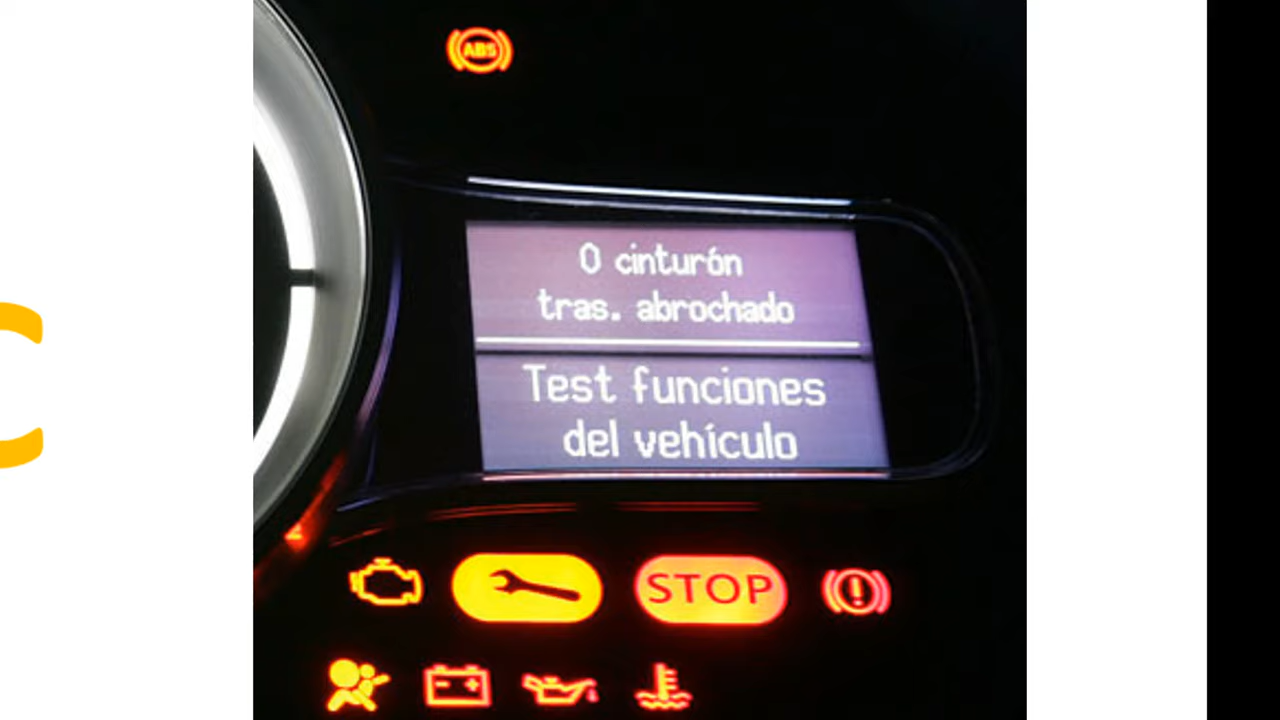 ABS
0 cinturón
tras. abrochado
Test funciones
del vehículo
STOP